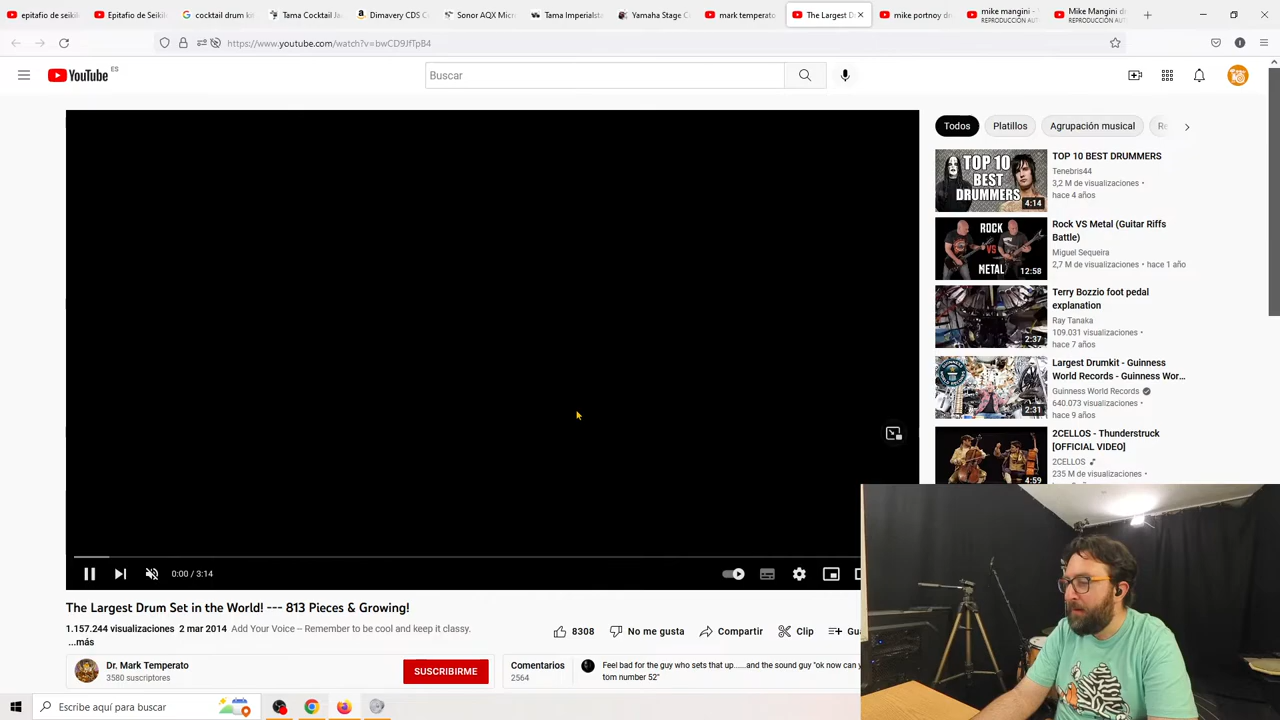 epitafio de seikilo
Epitafio de Seikilo
cocktail drum kit
Tama Cocktail Ja
Dimavery CDS C
Sonor AQX Micr
Tama Imperialsta
Yamaha Stage C
mark temperato
The Largest D
mike portnoy dr
mike mangini -
REPRODUCCIÓN AU
Mike Mangini dr
REPRODUCCIÓN AU
https://www.youtube.com/watch?v=bwCD9JfTpB4
YouTube ES
Buscar
Todos
Platillos
Agrupación musical
Re
TOP 10 BEST DRUMMERS
Tenebris44
3,2 M de visualizaciones •
hace 4 años
TOP 10
BEST
DRUMMERS
4:14
Rock VS Metal (Guitar Riffs
Battle)
Miguel Sequeira
2,7 M de visualizaciones • hace 1 año
ROCK
VS
METAL
12:58
Terry Bozzio foot pedal
explanation
Ray Tanaka
109.031 visualizaciones •
hace 7 años
2:37
Largest Drumkit - Guinness
World Records - Guinness Wor...
Guinness World Records
640.073 visualizaciones •
hace 9 años
2:31
2CELLOS - Thunderstruck
[OFFICIAL VIDEO]
2CELLOS
235 M de visualizaciones •
4:59
0:00 / 3:14
The Largest Drum Set in the World! --- 813 Pieces & Growing!
1.157.244 visualizaciones 2 mar 2014 Add Your Voice -- Remember to be cool and keep it classy.
...más
8308
No me gusta
Compartir
Clip
Gua
Dr. Mark Temperato
3580 suscriptores
SUSCRIBIRME
Comentarios
2564
Feel bad for the guy who sets that up......and the sound guy "ok now can y
tom number 52"
Escribe aquí para buscar